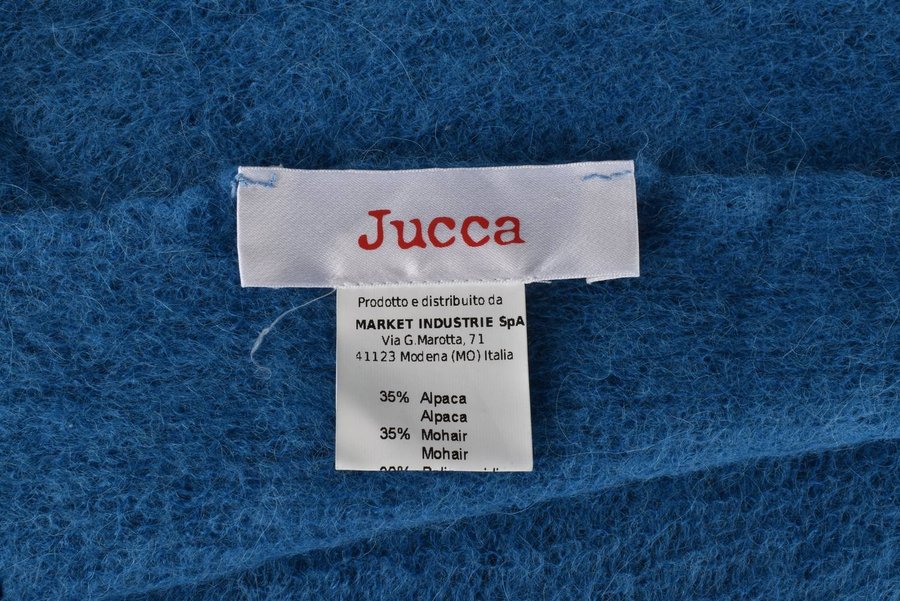 Jucca
Prodotto e distribuito da
MARKET INDUSTRIE SpA
Via G.Marotta, 71
41123 Modena (MO) Italia
35% Alpaca
Alpaca
35% Mohair
Mohair